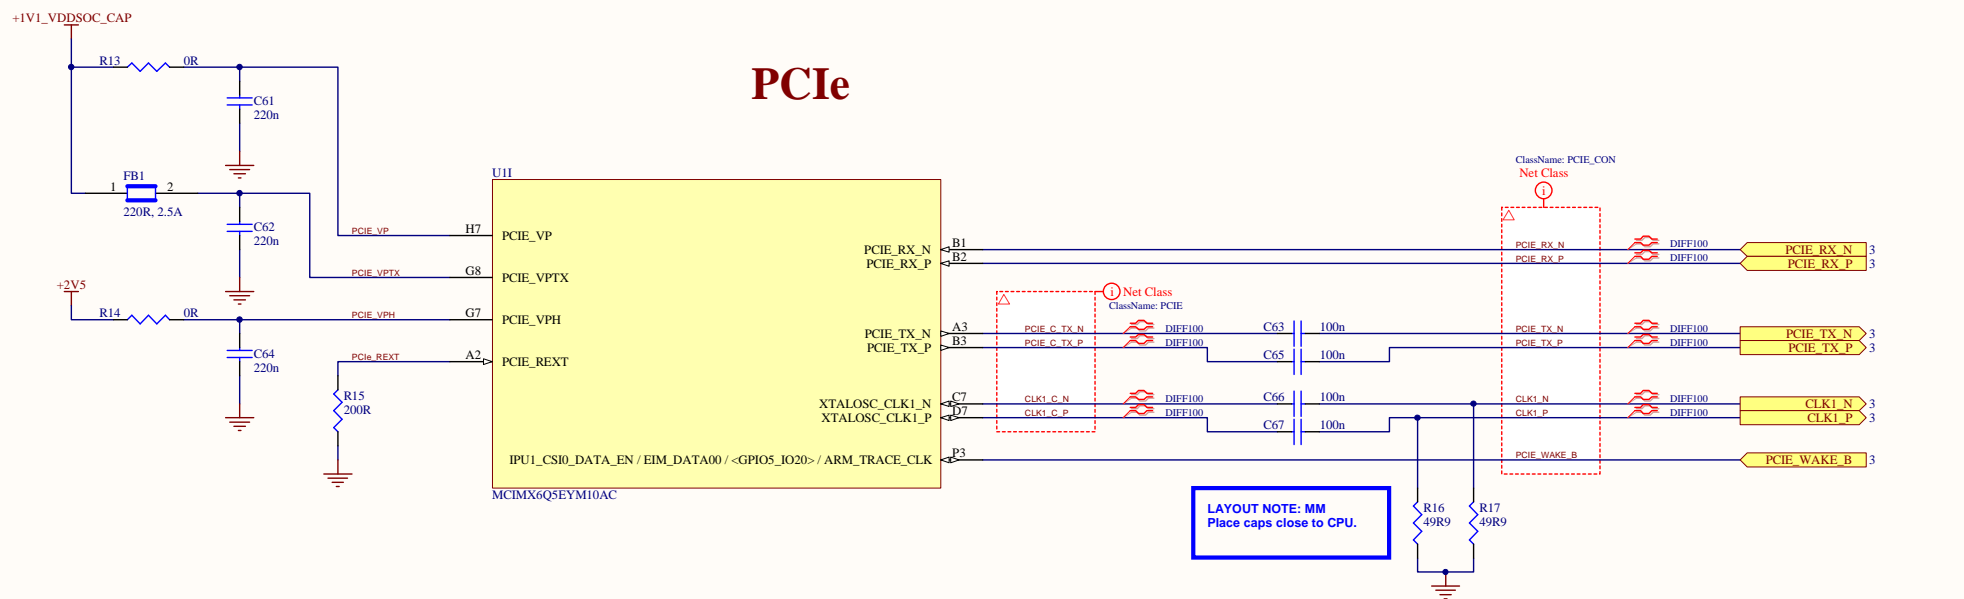 +1V1_VDDSOC_CAP
R13 0R
C61
220n
PCIe
FB1
1 2
220R, 2.5A
C62
220n
+2V5
R14 0R
C64
220n
R15
200R
PCIE_VP H7
PCIE_VPTX G8
PCIE_VPH G7
PCIe_REXT A2
U1I
PCIE_VP
PCIE_VPTX
PCIE_VPH
PCIE_REXT
PCIE_RX_N B1
PCIE_RX_P B2
PCIE_TX_N A3
PCIE_TX_P B3
XTALOSC_CLK1_N C7
XTALOSC_CLK1_P D7
IPU1_CSI0_DATA_EN / EIM_DATA00 / <GPIO5_IO20> / ARM_TRACE_CLK P3
MCIMX6Q5EYM10AC
i Net Class
ClassName: PCIE
PCIE_C_TX_N DIFF100 C63 100n
PCIE_C_TX_P DIFF100 C65 100n
CLK1_C_N DIFF100 C66 100n
CLK1_C_P DIFF100 C67 100n
ClassName: PCIE_CON
Net Class
i
PCIE_RX_N DIFF100 PCIE_RX_N 3
PCIE_RX_P DIFF100 PCIE_RX_P 3
PCIE_TX_N DIFF100 PCIE_TX_N 3
PCIE_TX_P DIFF100 PCIE_TX_P 3
CLK1_N DIFF100 CLK1_N 3
CLK1_P DIFF100 CLK1_P 3
PCIE_WAKE_B PCIE_WAKE_B 3
R16
49R9
R17
49R9
LAYOUT NOTE: MM
Place caps close to CPU.